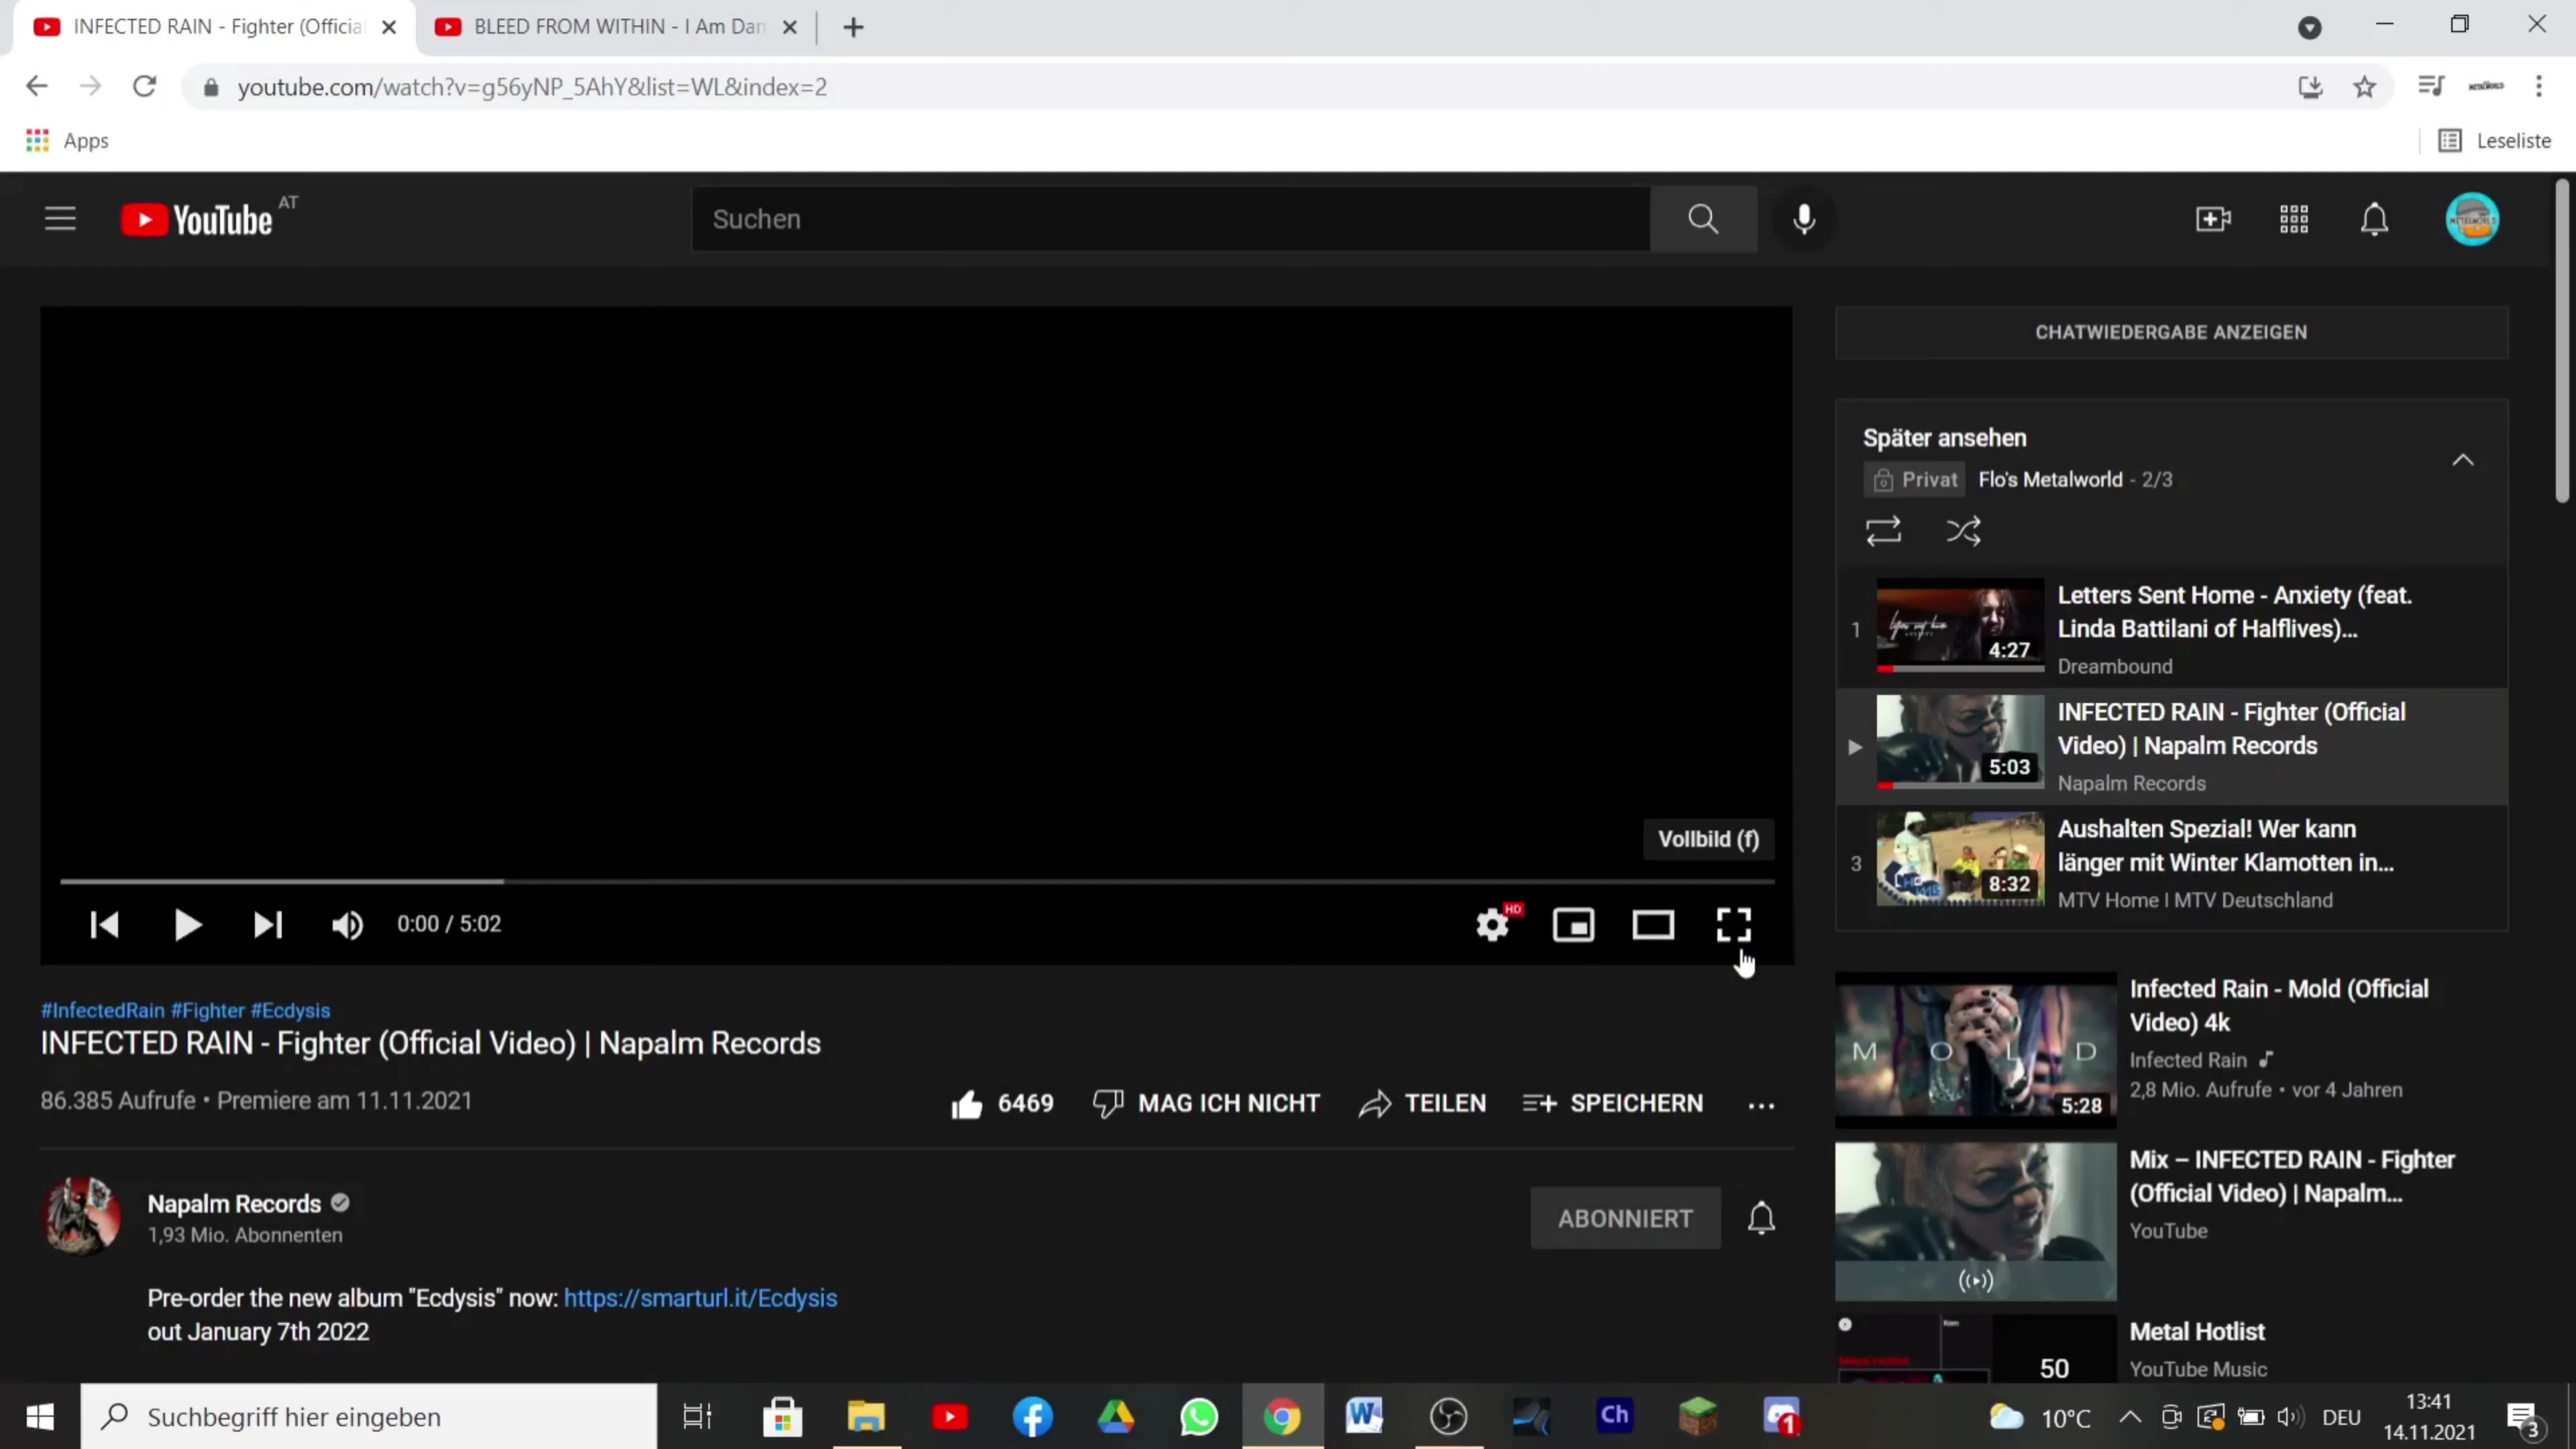 INFECTED RAIN - Fighter (Official
BLEED FROM WITHIN - I Am Dam
youtube.com/watch?v=g56yNP_5AhY&list=WL&index=2
METALWORLD
Apps
Leseliste
YouTube AT
Suchen
CHATWIEDERGABE ANZEIGEN
Später ansehen
Privat Flo's Metalworld - 2/3
1
4:27
Letters Sent Home - Anxiety (feat.
Linda Battilani of Halflives)...
Dreambound
5:03
INFECTED RAIN - Fighter (Official
Video) | Napalm Records
Napalm Records
3
8:32
Aushalten Spezial! Wer kann
länger mit Winter Klamotten in...
MTV Home I MTV Deutschland
Vollbild (f)
0:00 / 5:02
HD
#InfectedRain #Fighter #Ecdysis
INFECTED RAIN - Fighter (Official Video) | Napalm Records
86.385 Aufrufe • Premiere am 11.11.2021
6469 MAG ICH NICHT TEILEN SPEICHERN
Napalm Records
1,93 Mio. Abonnenten
ABONNIERT
Pre-order the new album "Ecdysis" now: https://smarturl.it/Ecdysis
out January 7th 2022
MOLD
5:28
Infected Rain - Mold (Official
Video) 4k
Infected Rain
2,8 Mio. Aufrufe • vor 4 Jahren
Mix – INFECTED RAIN - Fighter
(Official Video) | Napalm...
YouTube
50
Metal Hotlist
YouTube Music
Suchbegriff hier eingeben
W
Ch
1
10°C
DEU
13:41
14.11.2021
3